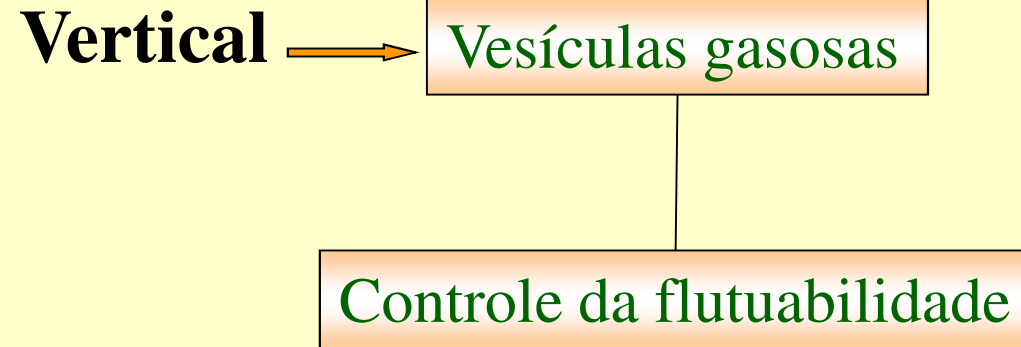 Vertical
Vesículas gasosas
Controle da flutuabilidade